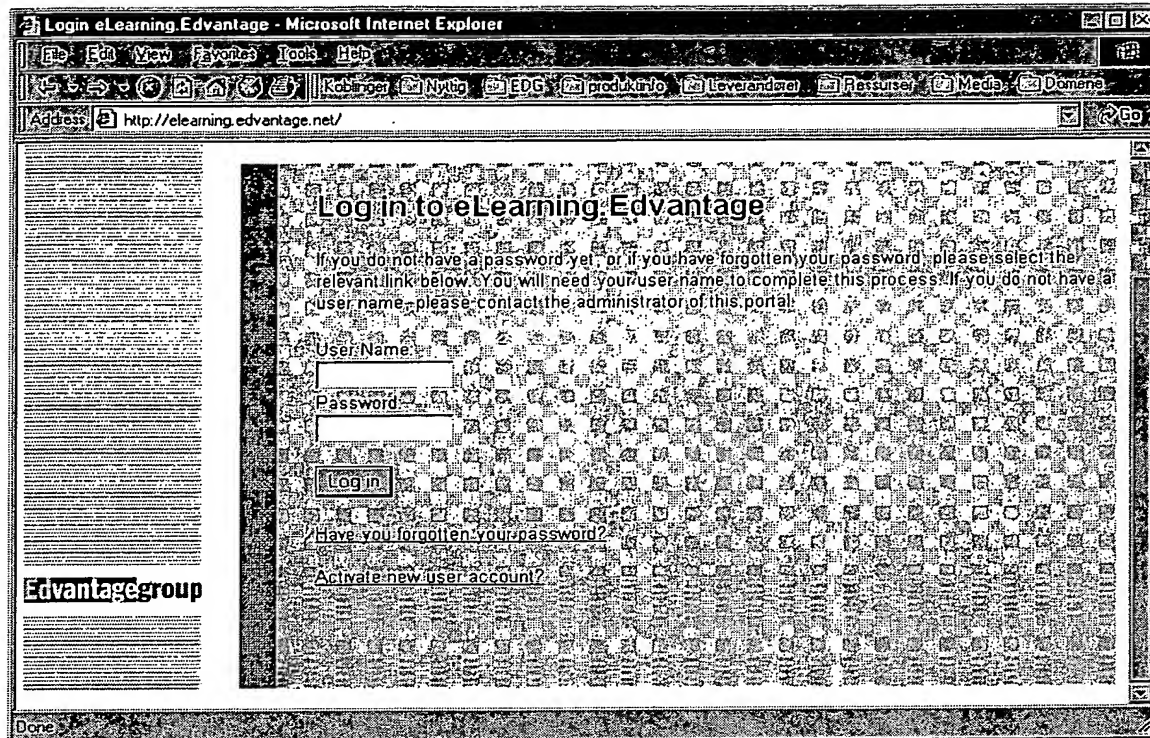 Login eLearning.Edvantage - Microsoft Internet Explorer
File Edit View Favorites Tools Help
Koblinger Nyttig EDG produktinfo Leverandører Ressurser Media Domene
Address http://elearning.edvantage.net/ Go
Log in to eLearning.Edvantage
If you do not have a password yet, or if you have forgotten your password, please select the
relevant link below. You will need your user name to complete this process. If you do not have a
user name, please contact the administrator of this portal.
User Name:
Password:
Log in
Have you forgotten your password?
Activate new user account?
Edvantagegroup
Done